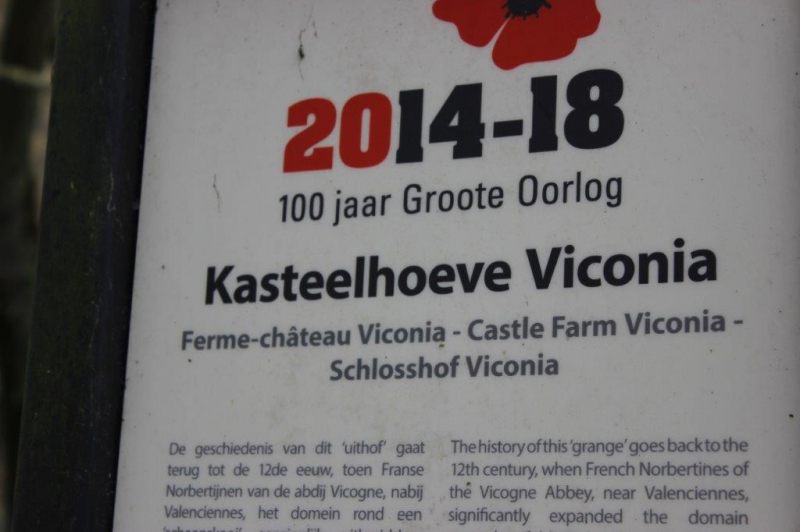 2014-18
100 jaar Groote Oorlog
Kasteelhoeve Viconia
Ferme-château Viconia - Castle Farm Viconia -
Schlosshof Viconia
De geschiedenis van dit 'uithof' gaat
terug tot de 12de eeuw, toen Franse
Norbertijnen van de abdij Vicogne, nabij
Valenciennes, het domein rond een
The history of this 'grange' goes back to the
12th century, when French Norbertines of
the Vicogne Abbey, near Valenciennes,
significantly expanded the domain